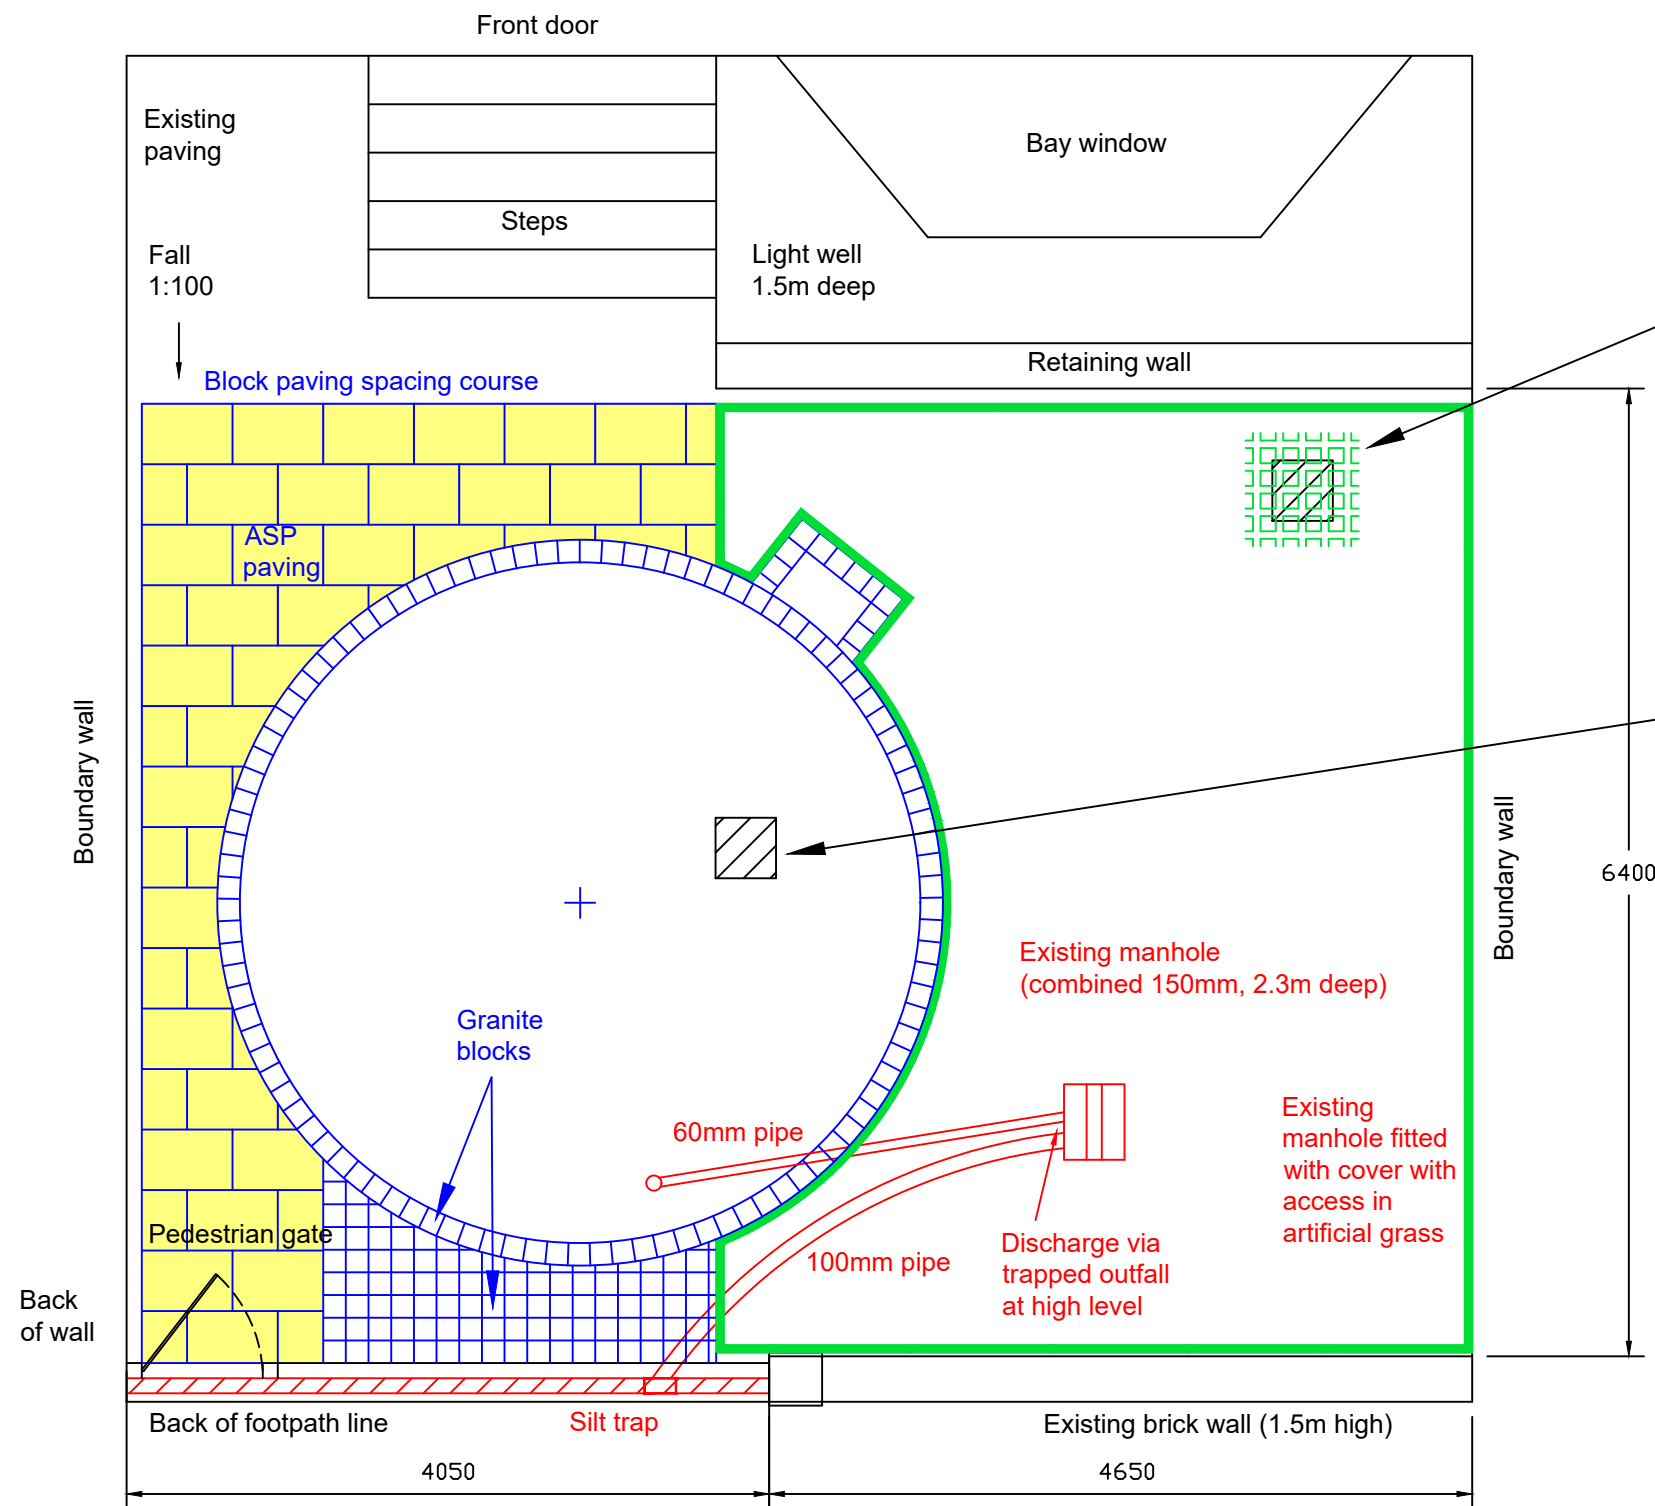 Front door
Existing
paving
Steps
Bay window
Fall
1:100
Light well
1.5m deep
Retaining wall
Block paving spacing course
ASP
paving
Boundary wall
Boundary wall
6400
Existing manhole
(combined 150mm, 2.3m deep)
Granite
blocks
60mm pipe
Existing
manhole fitted
with cover with
access in
artificial grass
Pedestrian gate
100mm pipe
Discharge via
trapped outfall
at high level
Back
of wall
Back of footpath line
Silt trap
Existing brick wall (1.5m high)
4050
4650